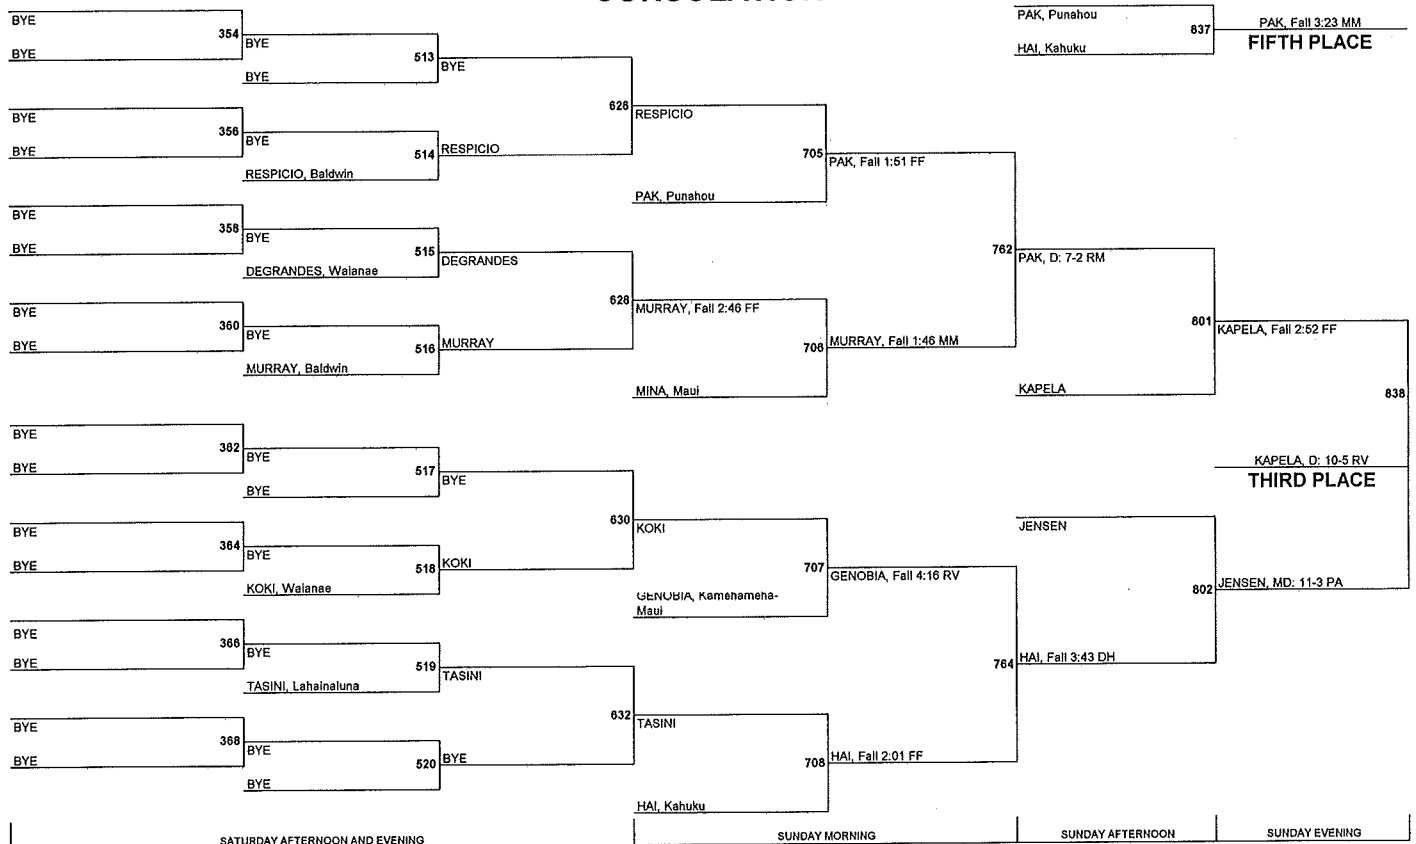 BYE
354
BYE
BYE
513
BYE
BYE
BYE
356
BYE
BYE
514
RESPICIO
RESPICIO, Baldwin
626
RESPICIO
705
PAK, Fall 1:51 FF
PAK, Punahou
BYE
358
BYE
BYE
515
DEGRANDES
DEGRANDES, Waianae
628
MURRAY, Fall 2:46 FF
BYE
360
BYE
BYE
516
MURRAY
MURRAY, Baldwin
706
MURRAY, Fall 1:46 MM
MINA, Maui
762
PAK, D: 7-2 RM
801
KAPELA, Fall 2:52 FF
KAPELA
838
PAK, Punahou
837
HAI, Kahuku
PAK, Fall 3:23 MM
FIFTH PLACE
BYE
362
BYE
BYE
517
BYE
BYE
630
KOKI
BYE
364
BYE
BYE
518
KOKI
KOKI, Waianae
707
GENOBIA, Fall 4:16 RV
GENOBIA, Kamehameha-
Maui
BYE
366
BYE
BYE
519
TASINI
TASINI, Lahainaluna
632
TASINI
BYE
368
BYE
BYE
520
BYE
BYE
708
HAI, Fall 2:01 FF
HAI, Kahuku
764
HAI, Fall 3:43 DH
JENSEN
802
JENSEN, MD: 11-3 PA
KAPELA, D: 10-5 RV
THIRD PLACE
SATURDAY AFTERNOON AND EVENING
SUNDAY MORNING
SUNDAY AFTERNOON
SUNDAY EVENING